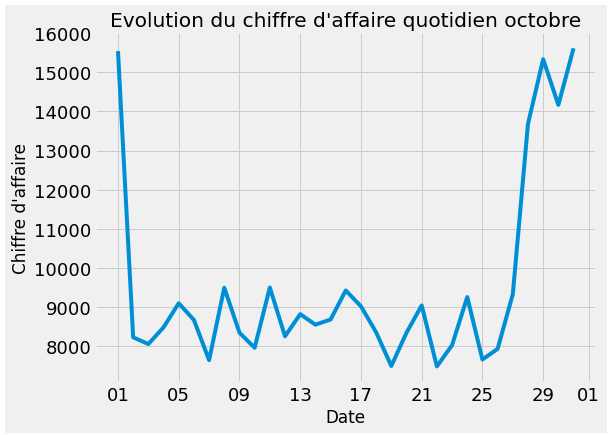 Evolution du chiffre d'affaire quotidien octobre
16000
15000
14000
13000
12000
11000
10000
9000
8000
Chiffre d'affaire
01 05 09 13 17 21 25 29 01
Date